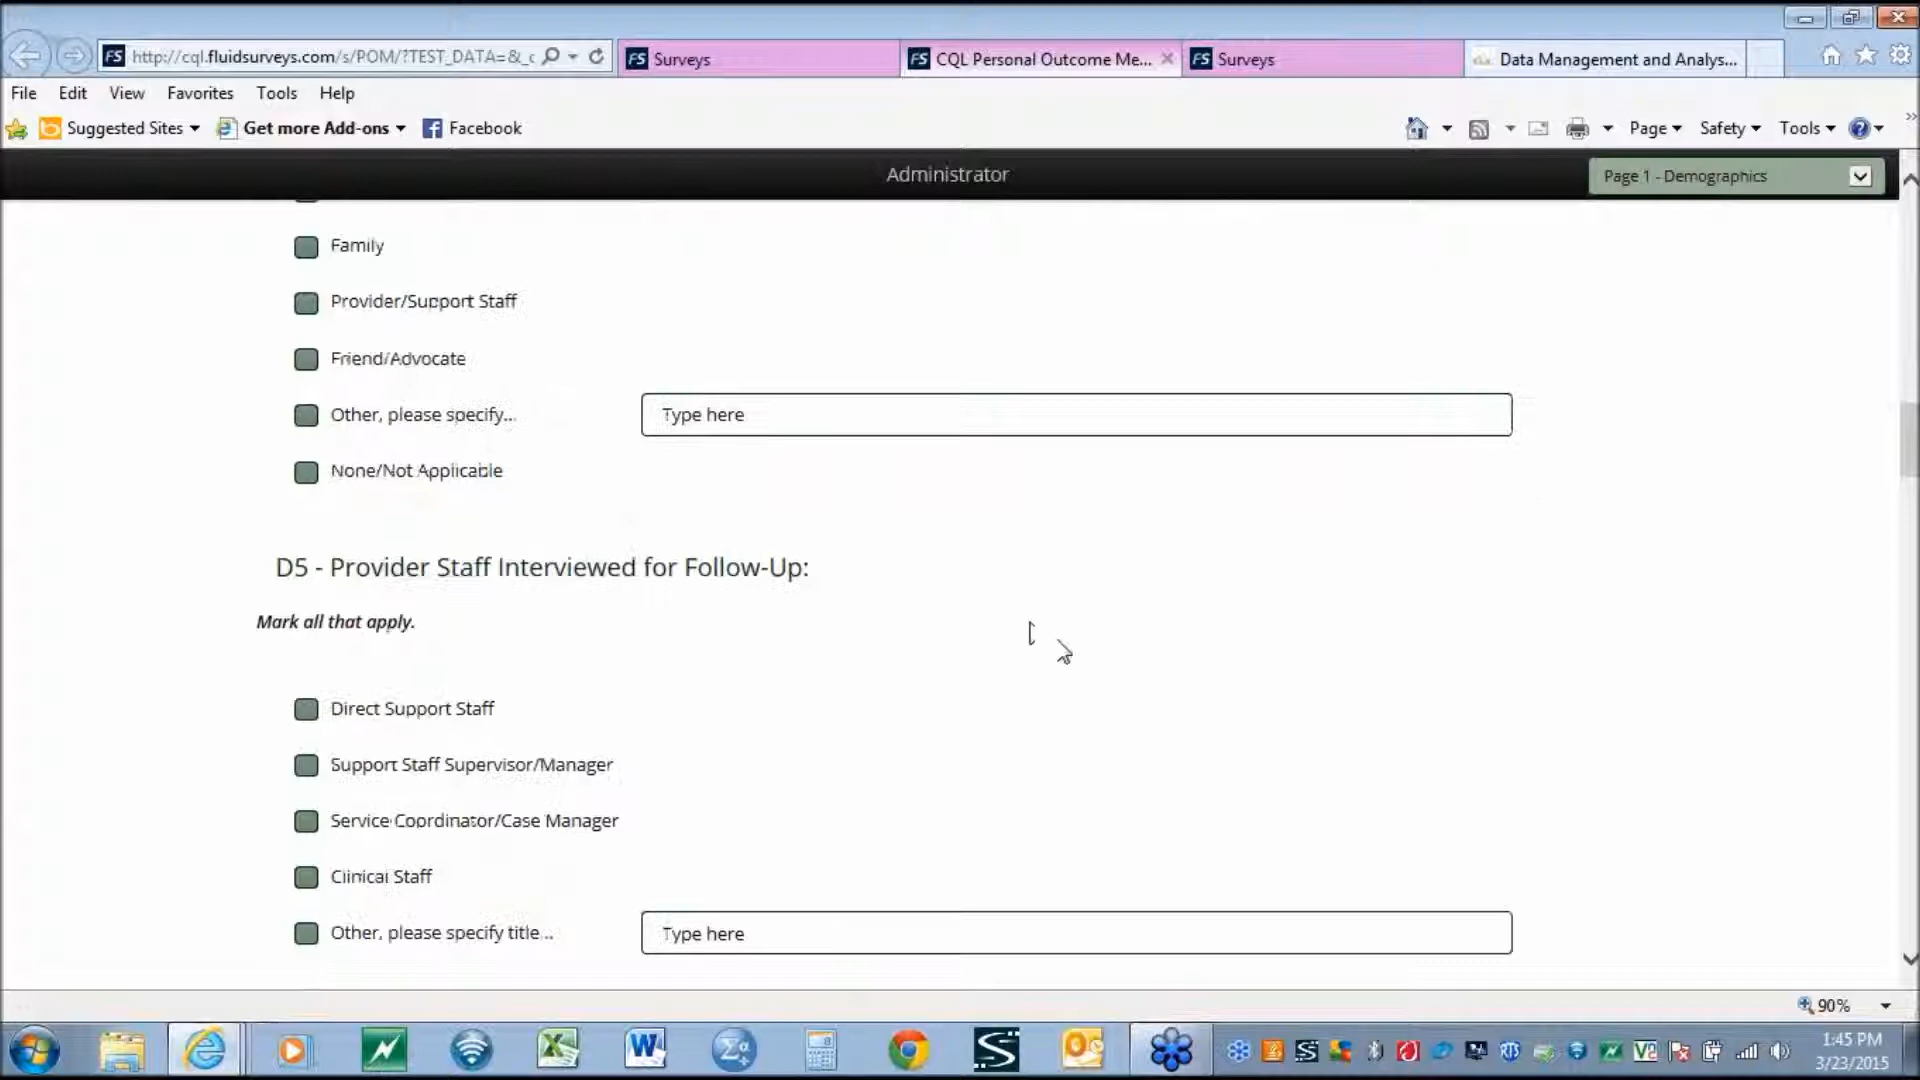 http://cql.fluidsurveys.com/s/POM/?TEST_DATA=&_c
FS Surveys
FS CQL Personal Outcome Me...
FS Surveys
Data Management and Analys...
File Edit View Favorites Tools Help
Suggested Sites Get more Add-ons Facebook
Page Safety Tools
Administrator
Page 1 - Demographics
Family
Provider/Support Staff
Friend/Advocate
Other, please specify... Type here
None/Not Applicable
D5 - Provider Staff Interviewed for Follow-Up:
Mark all that apply.
Direct Support Staff
Support Staff Supervisor/Manager
Service Coordinator/Case Manager
Clinical Staff
Other, please specify title... Type here
90%
1:45 PM
3/23/2015